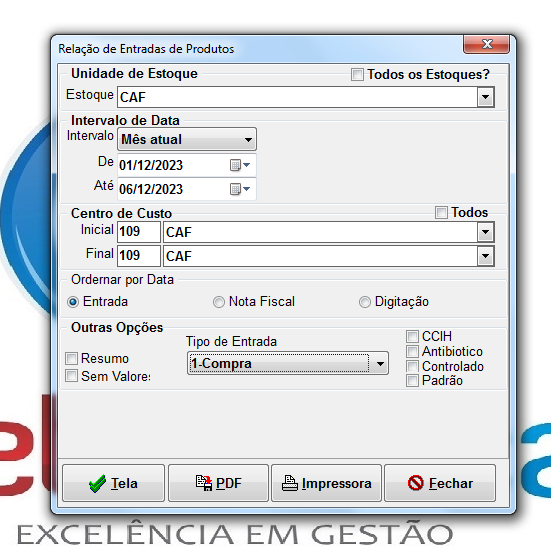 Relação de Entradas de Produtos
Unidade de Estoque
Todos os Estoques?
Estoque CAF
Intervalo de Data
Intervalo Mês atual
De 01/12/2023
Até 06/12/2023
Centro de Custo
Todos
Inicial 109 CAF
Final 109 CAF
Ordernar por Data
Entrada Nota Fiscal Digitação
Outras Opções
Tipo de Entrada
CCIH
Resumo
1-Compra
Antibiotico
Sem Valores
Controlado
Padrão
Tela PDF Impressora Fechar
EXCELÊNCIA EM GESTÃO